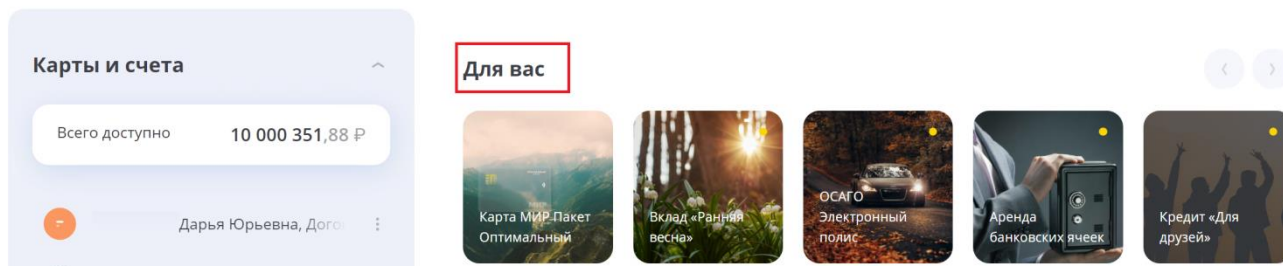 Карты и счета
Всего доступно 10 000 351,88 ₽
Дарья Юрьевна,
Для вас
Карта МИР Пакет
Оптимальный
Вклад «Ранняя
весна»
ОСАГО
Электронный
полис
Аренда
банковских ячеек
Кредит «Для
друзей»